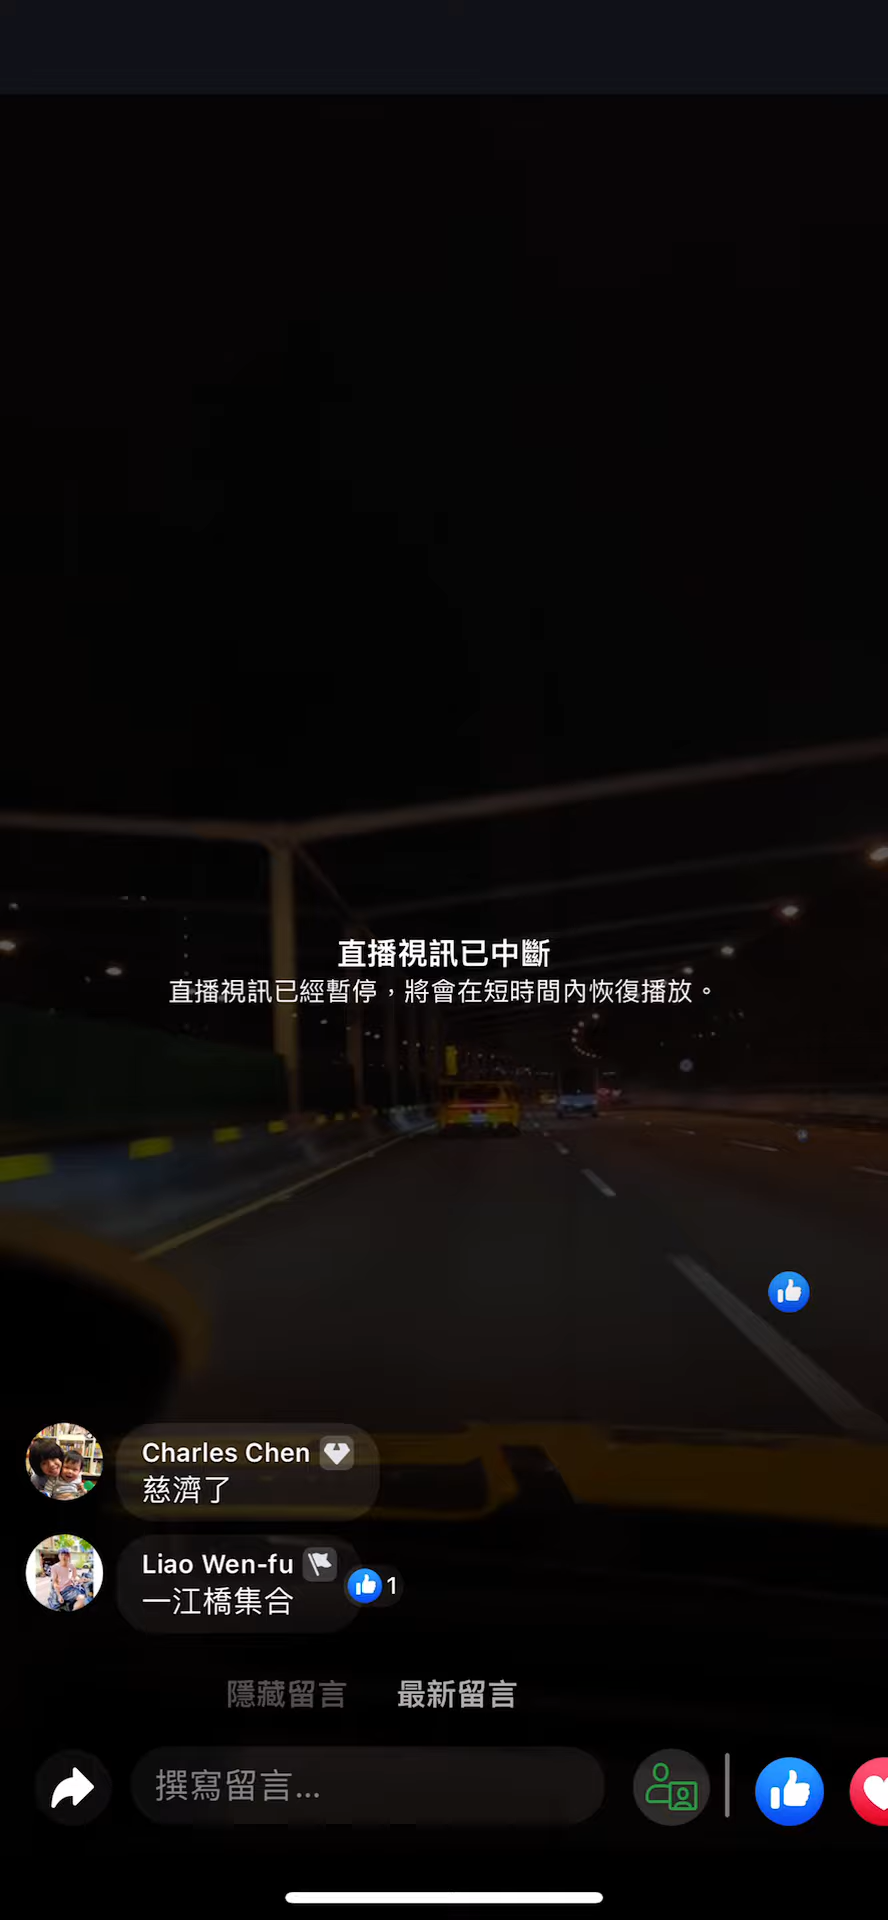 直播視訊已中斷
直播視訊已經暫停，將會在短時間內恢復播放。
Charles Chen
慈濟了
Liao Wen-fu
一江橋集合
1
隱藏留言 最新留言
撰寫留言...